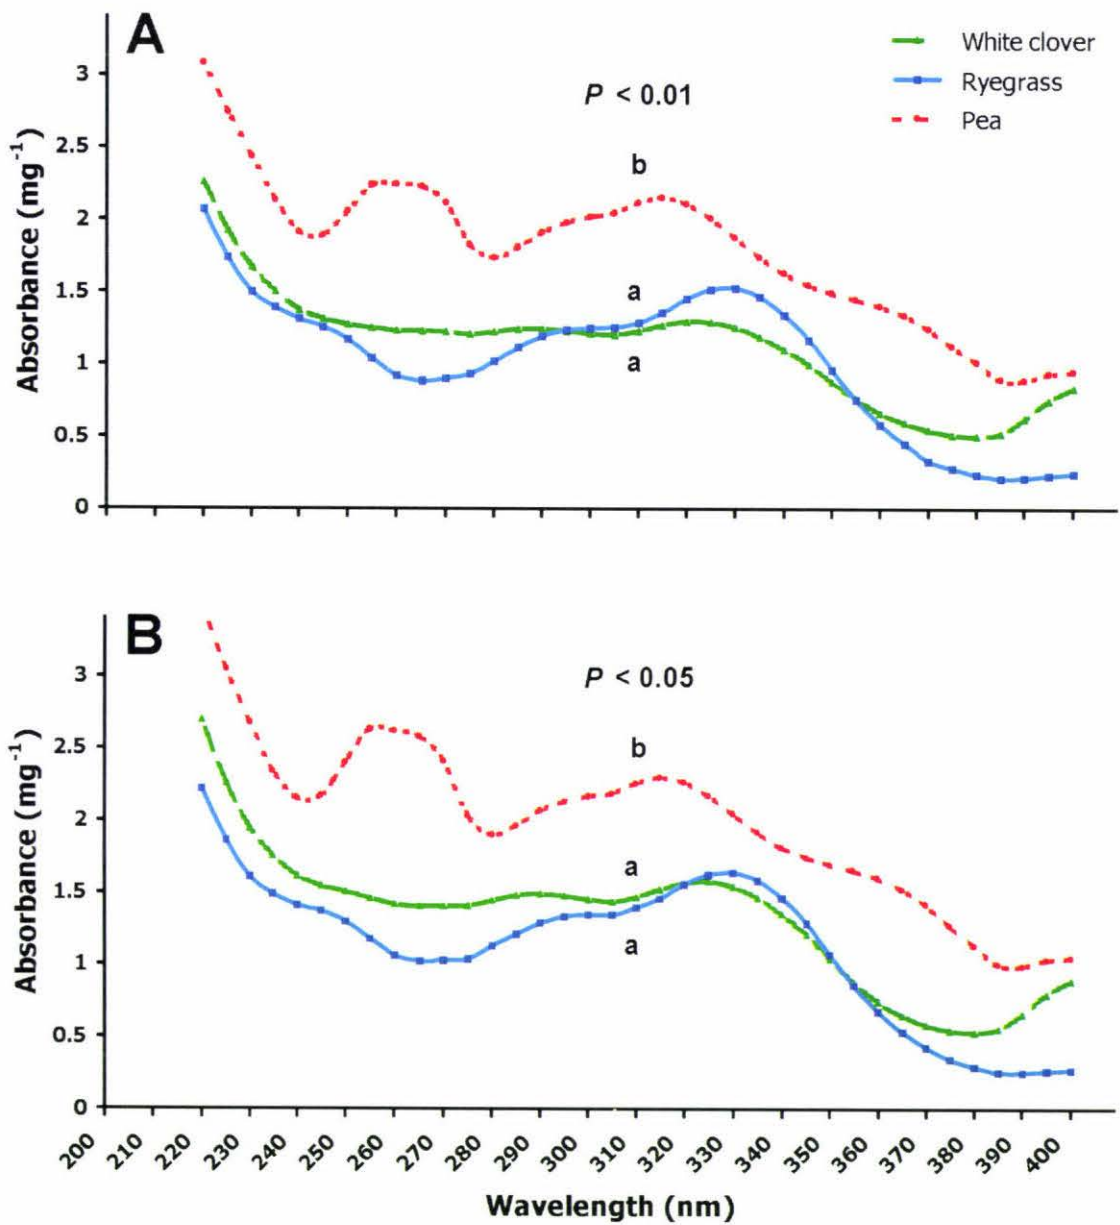 A
White clover
Ryegrass
Pea
P < 0.01
b
a
a
Absorbance (mg-1)
3
2.5
2
1.5
1
0.5
0
B
P < 0.05
b
a
a
Absorbance (mg-1)
3
2.5
2
1.5
1
0.5
0
200 210 220 230 240 250 260 270 280 290 300 310 320 330 340 350 360 370 380 390 400
Wavelength (nm)